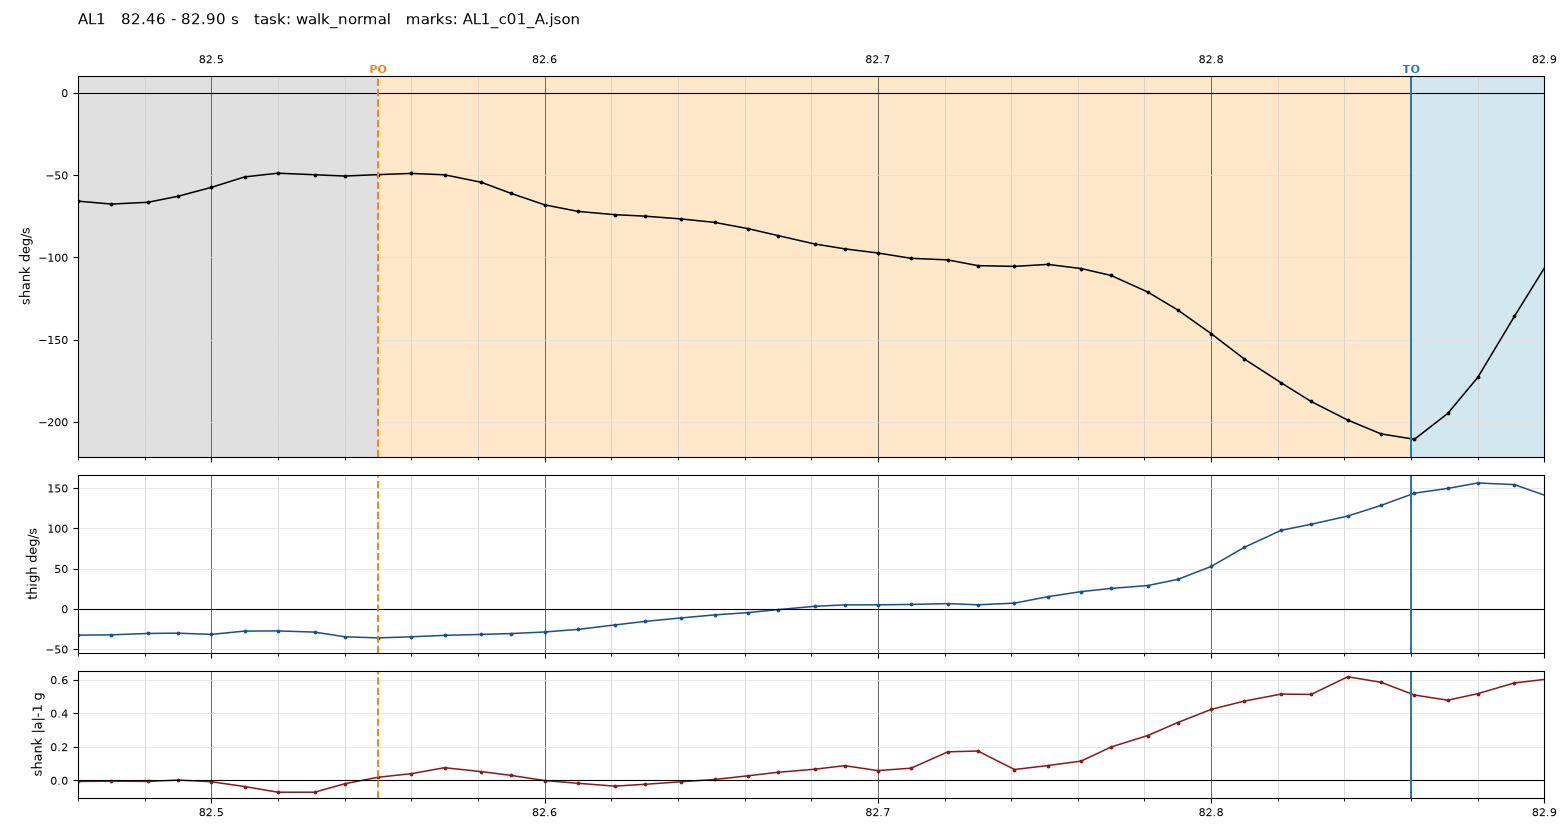 AL1   82.46 - 82.90 s   task: walk_normal   marks: AL1_c01_A.json
82.5 82.6 82.7 82.8 82.9
PO TO
0
−50
−100
−150
−200
shank deg/s
150
100
50
0
−50
thigh deg/s
0.6
0.4
0.2
0.0
shank |a|-1 g
82.5 82.6 82.7 82.8 82.9